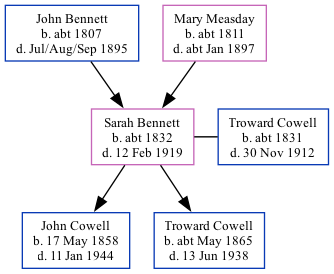 John Bennett
b. abt 1807
d. Jul/Aug/Sep 1895
Mary Measday
b. abt 1811
d. abt Jan 1897
Sarah Bennett
b. abt 1832
d. 12 Feb 1919
Troward Cowell
b. abt 1831
d. 30 Nov 1912
John Cowell
b. 17 May 1858
d. 11 Jan 1944
Troward Cowell
b. abt May 1865
d. 13 Jun 1938